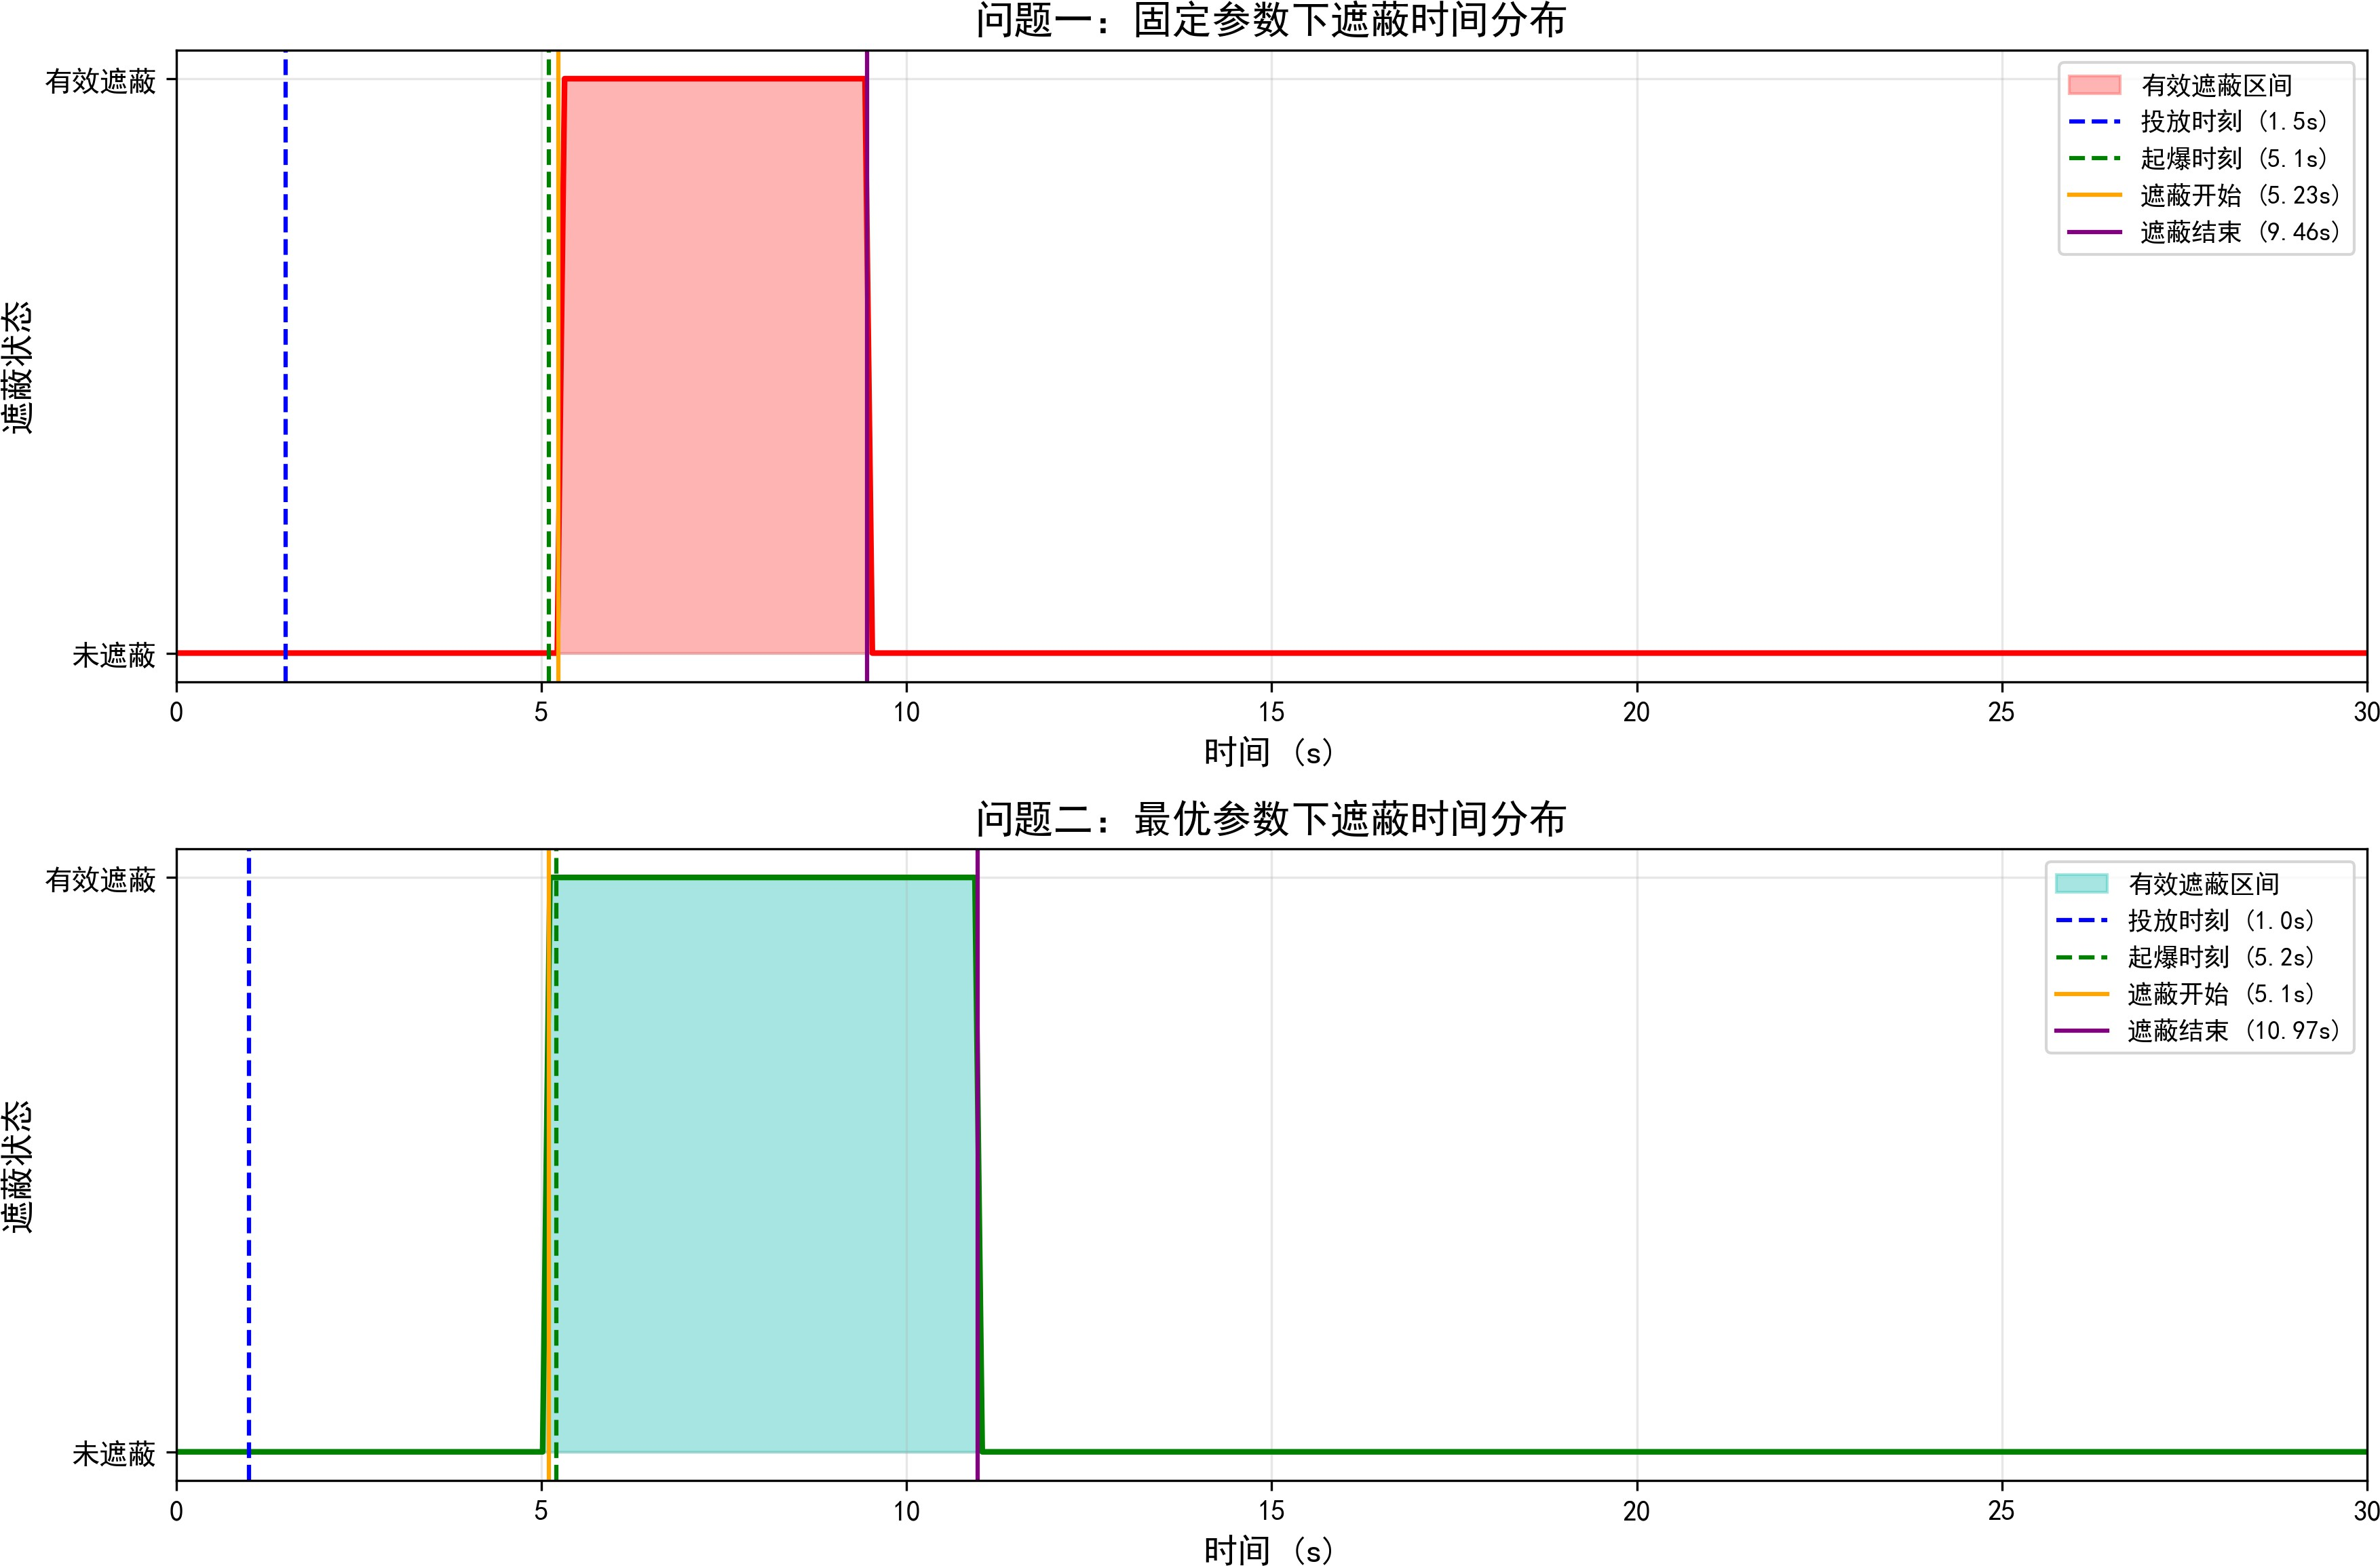 问题一：固定参数下遮蔽时间分布
有效遮蔽
未遮蔽
遮蔽状态
有效遮蔽区间
投放时刻 (1.5s)
起爆时刻 (5.1s)
遮蔽开始 (5.23s)
遮蔽结束 (9.46s)
0 5 10 15 20 25 30
时间 (s)
问题二：最优参数下遮蔽时间分布
有效遮蔽
未遮蔽
遮蔽状态
有效遮蔽区间
投放时刻 (1.0s)
起爆时刻 (5.2s)
遮蔽开始 (5.1s)
遮蔽结束 (10.97s)
0 5 10 15 20 25 30
时间 (s)